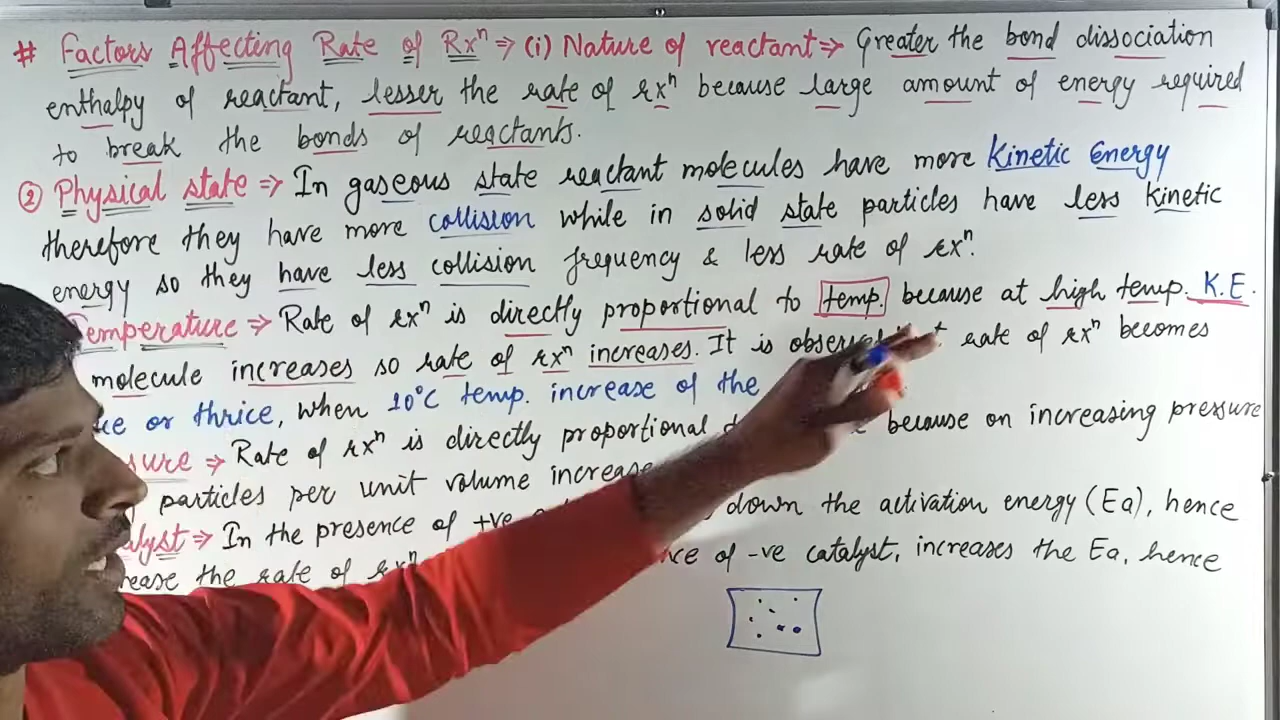 # Factors Affecting Rate of Rxⁿ ⇒ (i) Nature of reactant ⇒ Greater the bond dissociation
enthalpy of reactant, lesser the rate of rxⁿ because large amount of energy required
to break the bonds of reactants.
② Physical state ⇒ In gaseous state reactant molecules have more Kinetic Energy
therefore they have more collision while in solid state particles have less kinetic
energy so they have less collision frequency & less rate of rxⁿ.
Temperature ⇒ Rate of rxⁿ is directly proportional to temp. because at high temp. K.E.
molecule increases so rate of rxⁿ increases. It is rate of rxⁿ becomes
or thrice, when 10°C temp. increase of the
⇒ Rate of rxⁿ is directly proportional because on increasing pressure
particles per unit volume
⇒ In the presence of +ve down the activation energy (Ea), hence
the rate of rxⁿ of -ve catalyst, increases the Ea, hence